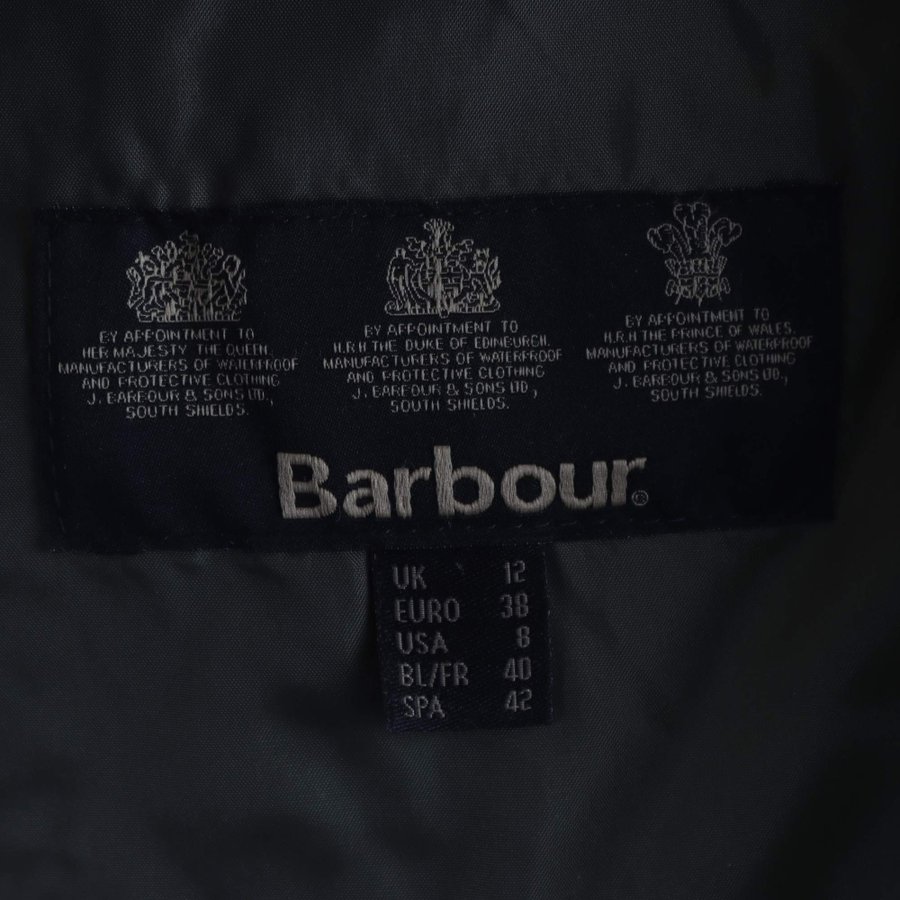 BY APPOINTMENT TO
HER MAJESTY THE QUEEN
MANUFACTURERS OF WATERPROOF
AND PROTECTIVE CLOTHING
J. BARBOUR & SONS LTD,
SOUTH SHIELDS.
BY APPOINTMENT TO
H.R.H THE DUKE OF EDINBURGH,
MANUFACTURERS OF WATERPROOF
AND PROTECTIVE CLOTHING
J. BARBOUR & SONS LTD,
SOUTH SHIELDS.
BY APPOINTMENT TO
H.R.H THE PRINCE OF WALES,
MANUFACTURERS OF WATERPROOF
AND PROTECTIVE CLOTHING
J. BARBOUR & SONS LTD,
SOUTH SHIELDS.
Barbour®
UK 12
EURO 38
USA 8
BL/FR 40
SPA 42